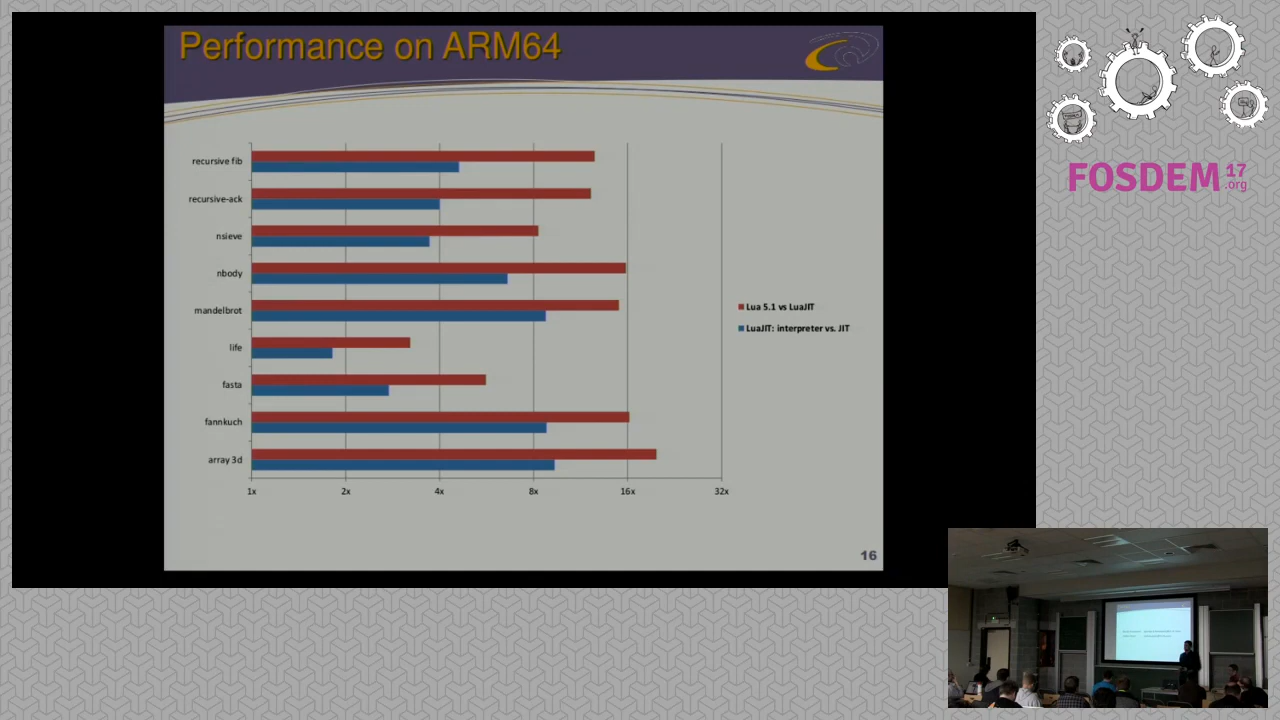 Performance on ARM64
recursive fib
recursive-ack
nsieve
nbody
mandelbrot
life
fasta
fannkuch
array 3d
1x 2x 4x 8x 16x 32x
Lua 5.1 vs LuaJIT
LuaJIT: interpreter vs. JIT
16
FOSDEM 17
.org